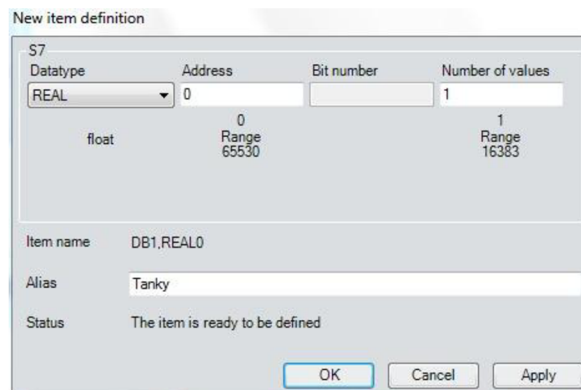 New item definition
S7
Datatype Address Bit number Number of values
REAL 0 1
float 0 1
Range Range
65530 16383
Item name DB1,REAL0
Alias Tanky
Status The item is ready to be defined
OK Cancel Apply